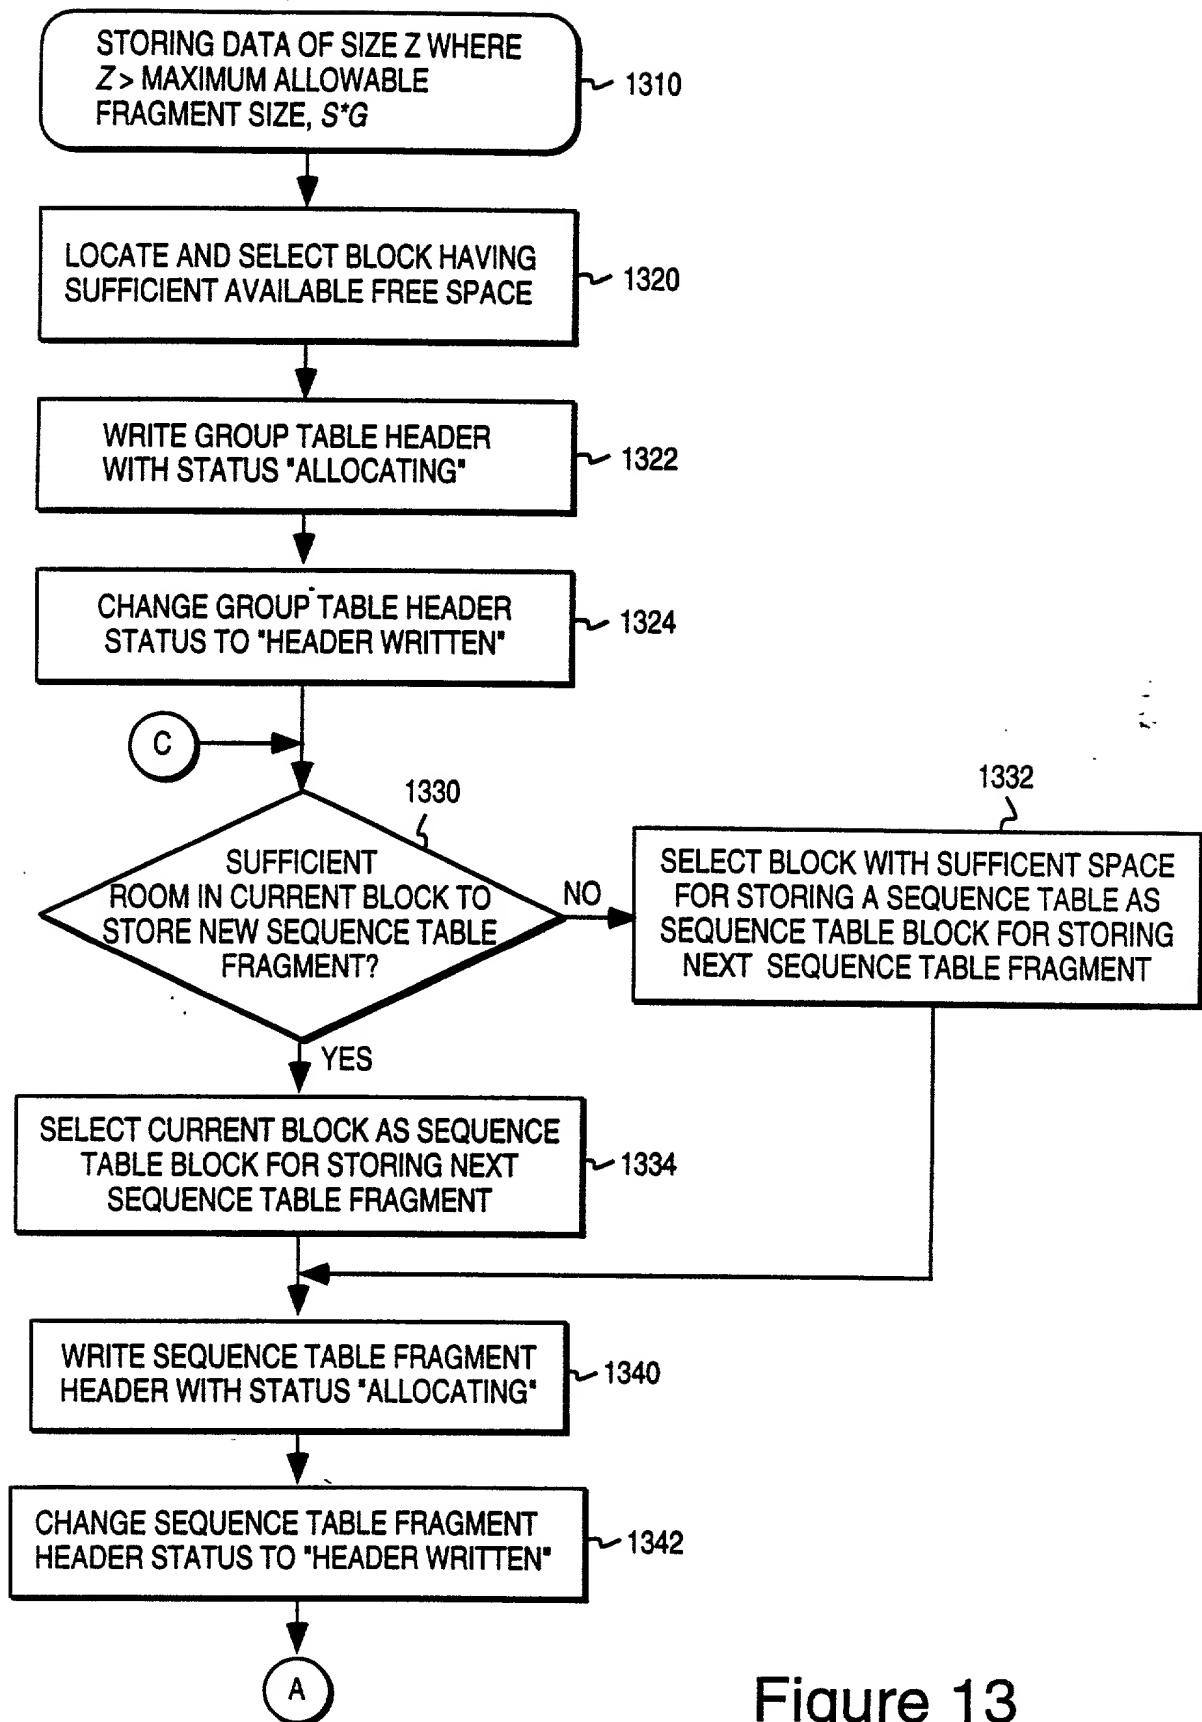 STORING DATA OF SIZE Z WHERE
Z > MAXIMUM ALLOWABLE
FRAGMENT SIZE, S*G
1310
LOCATE AND SELECT BLOCK HAVING
SUFFICIENT AVAILABLE FREE SPACE
1320
WRITE GROUP TABLE HEADER
WITH STATUS "ALLOCATING"
1322
CHANGE GROUP TABLE HEADER
STATUS TO "HEADER WRITTEN"
1324
C
1330
SUFFICIENT
ROOM IN CURRENT BLOCK TO
STORE NEW SEQUENCE TABLE
FRAGMENT?
NO
1332
SELECT BLOCK WITH SUFFICENT SPACE
FOR STORING A SEQUENCE TABLE AS
SEQUENCE TABLE BLOCK FOR STORING
NEXT SEQUENCE TABLE FRAGMENT
YES
SELECT CURRENT BLOCK AS SEQUENCE
TABLE BLOCK FOR STORING NEXT
SEQUENCE TABLE FRAGMENT
1334
WRITE SEQUENCE TABLE FRAGMENT
HEADER WITH STATUS "ALLOCATING"
1340
CHANGE SEQUENCE TABLE FRAGMENT
HEADER STATUS TO "HEADER WRITTEN"
1342
A
Figure 13